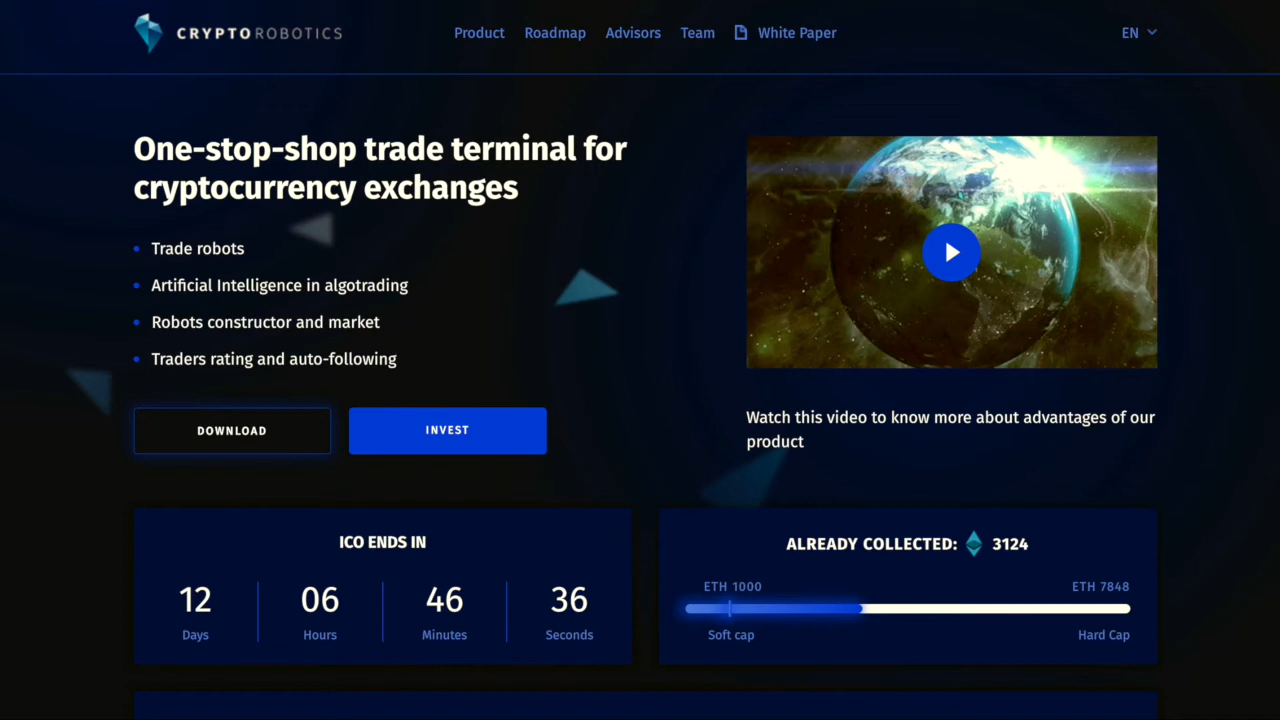 CRYPTOROBOTICS
Product Roadmap Advisors Team White Paper
EN
One-stop-shop trade terminal for
cryptocurrency exchanges
Trade robots
Artificial Intelligence in algotrading
Robots constructor and market
Traders rating and auto-following
DOWNLOAD
INVEST
Watch this video to know more about advantages of our
product
ICO ENDS IN
12 06 46 36
Days Hours Minutes Seconds
ALREADY COLLECTED: 3124
ETH 1000 ETH 7848
Soft cap Hard Cap